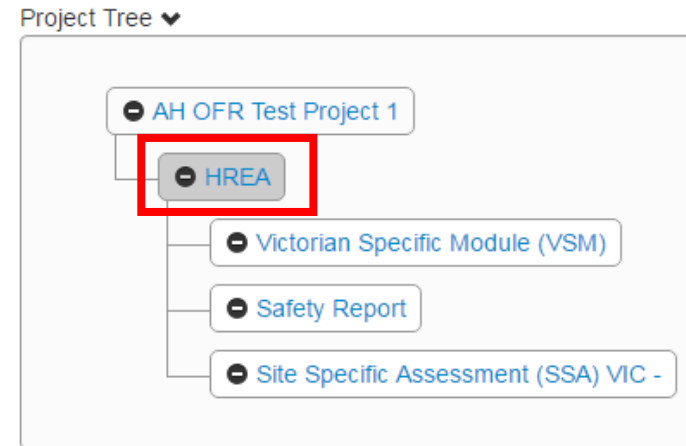 Project Tree
AH OFR Test Project 1
HREA
Victorian Specific Module (VSM)
Safety Report
Site Specific Assessment (SSA) VIC -